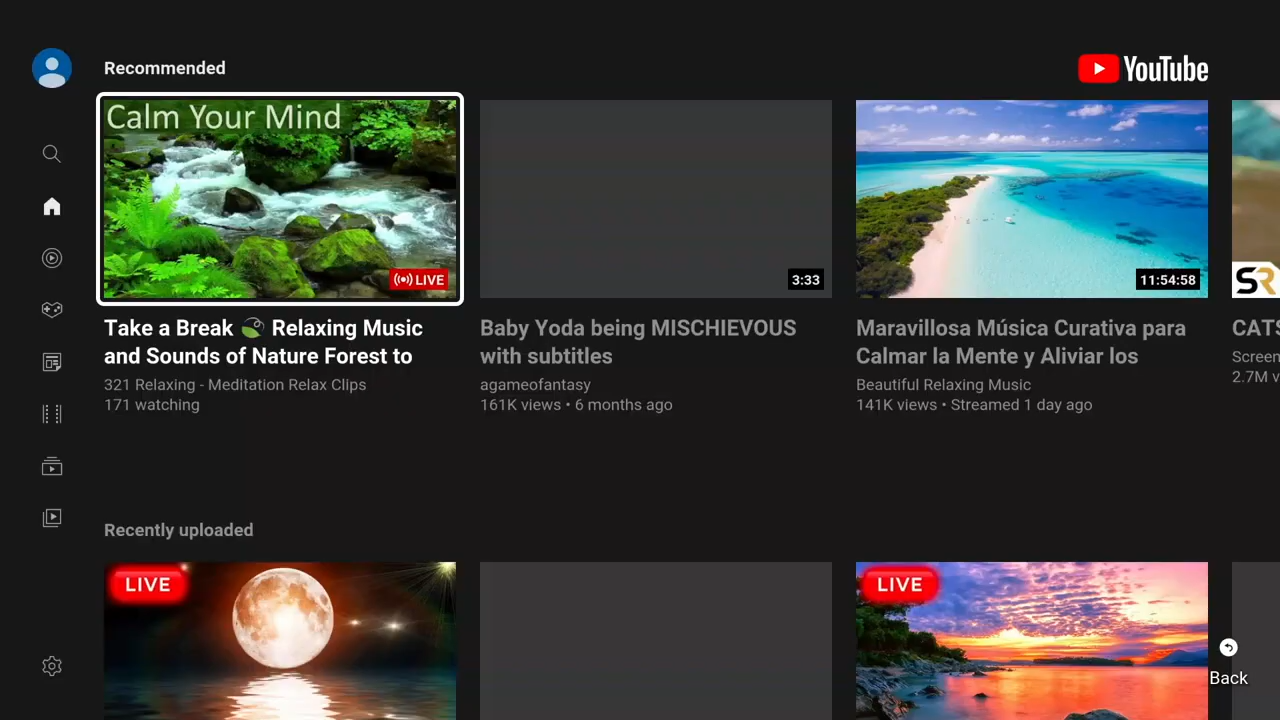 Recommended
YouTube
Calm Your Mind
LIVE
3:33
11:54:58
SR
Take a Break Relaxing Music
and Sounds of Nature Forest to
321 Relaxing - Meditation Relax Clips
171 watching
Baby Yoda being MISCHIEVOUS
with subtitles
agameofantasy
161K views • 6 months ago
Maravillosa Música Curativa para
Calmar la Mente y Aliviar los
Beautiful Relaxing Music
141K views • Streamed 1 day ago
CATS
Screen
2.7M v
Recently uploaded
LIVE
LIVE
Back